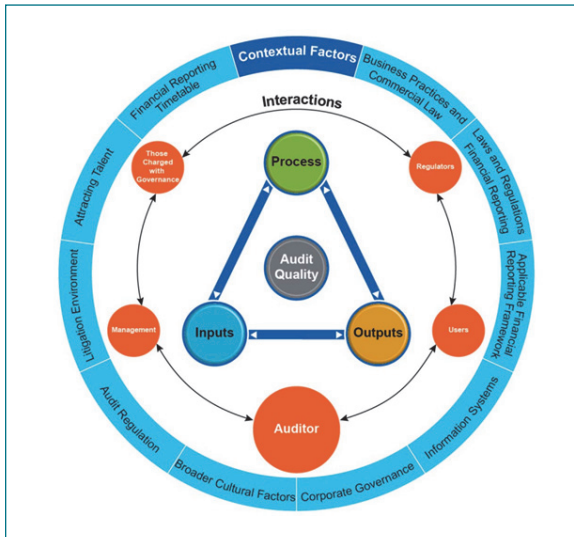 Contextual Factors
Business Practices and
Commercial Law
Laws and Regulations
Financial Reporting
Applicable Financial
Reporting Framework
Information Systems
Corporate Governance
Broader Cultural Factors
Audit Regulation
Litigation Environment
Attracting Talent
Financial Reporting
Timetable
Interactions
Those
Charged
with
Governance
Regulators
Management
Users
Auditor
Process
Audit
Quality
Inputs
Outputs